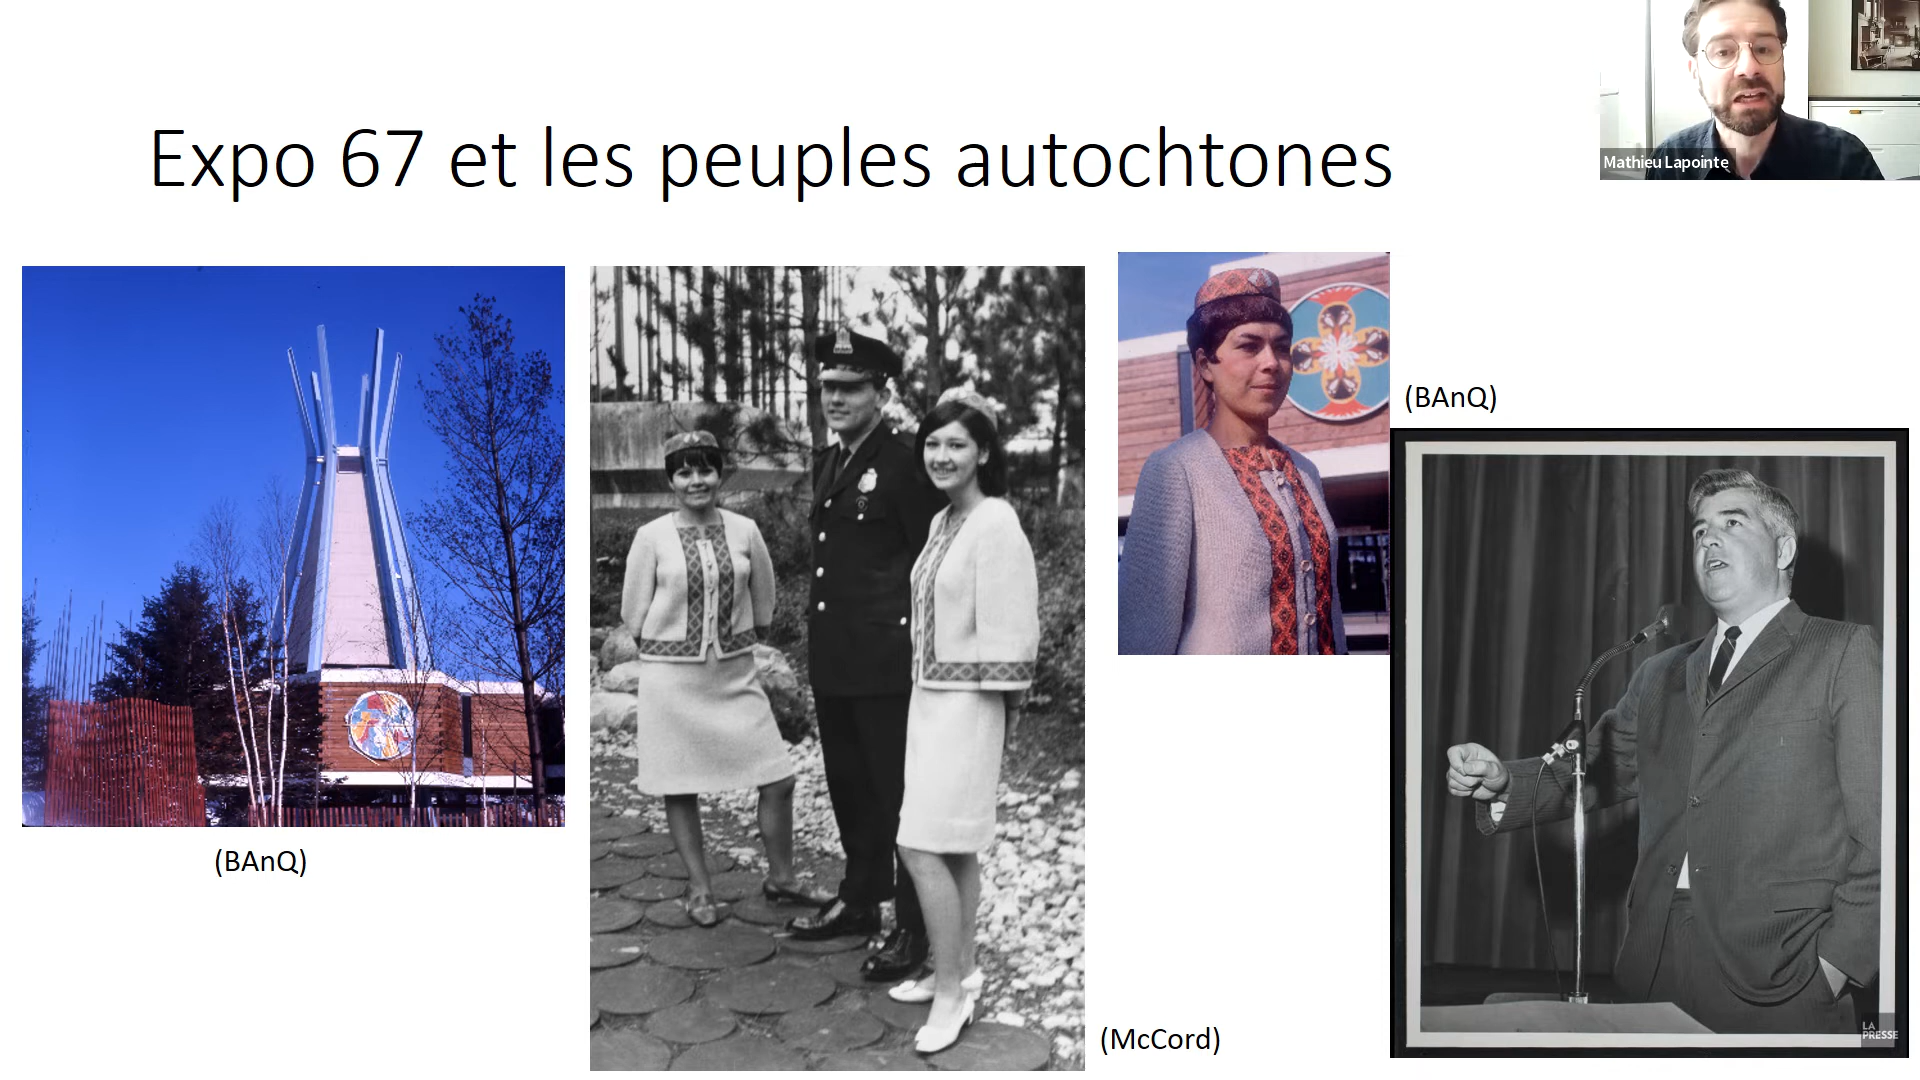 Mathieu Lapointe
Expo 67 et les peuples autochtones
(BAnQ)
(BAnQ)
(McCord)
LA
PRESSE